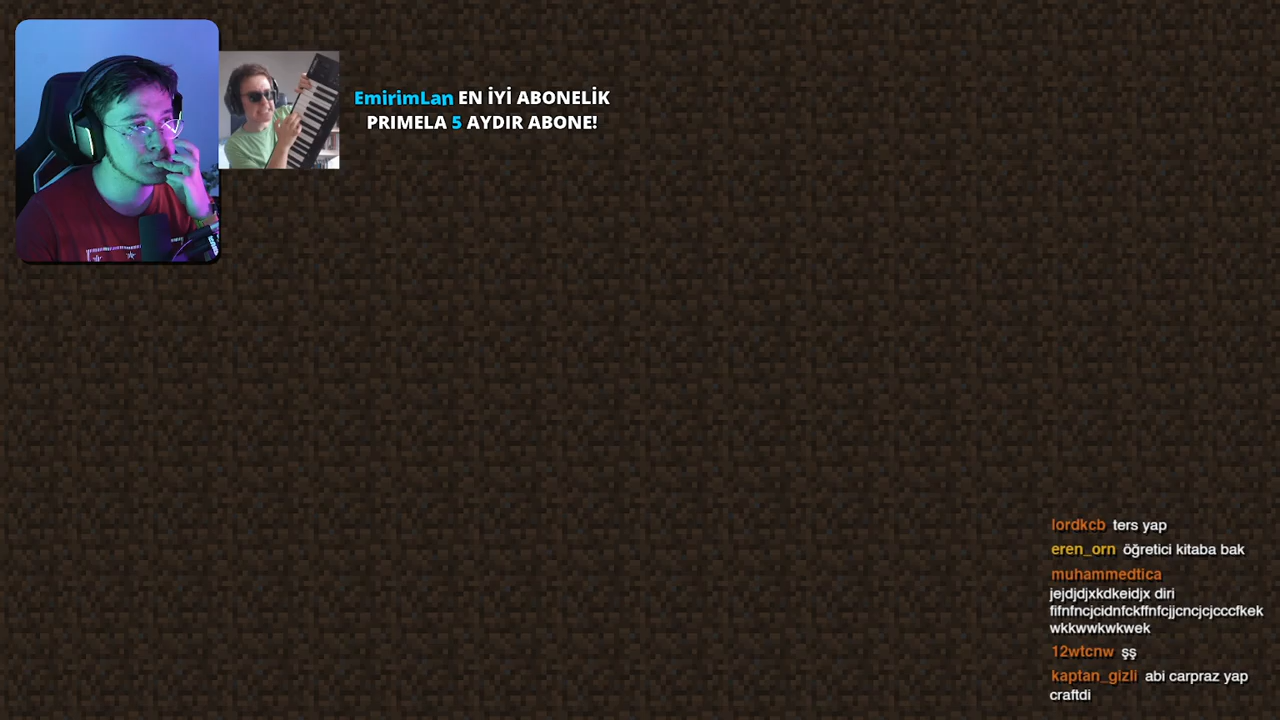 EmirimLan EN İYİ ABONELİK
PRIMELA 5 AYDIR ABONE!
lordkcb ters yap
eren_orn öğretici kitaba bak
muhammedtica
jejdjdjxkdkeidjx diri
fifnfncjcidnfckffnfcjjcncjcjcccfkek
wkkwwkwkwek
12wtcnw şş
kaptan_gizli abi carpraz yap
craftdi